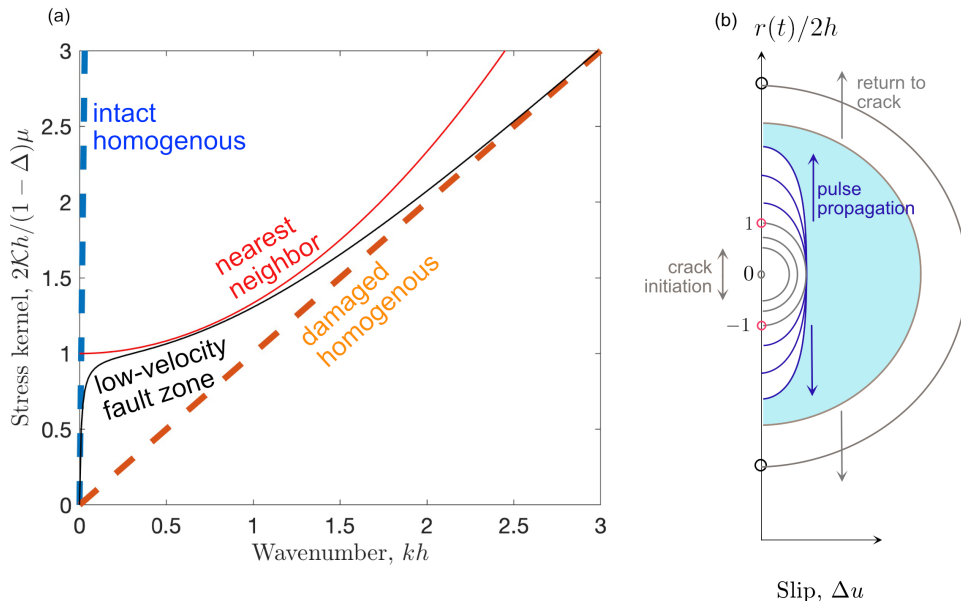 (a)
3
2.5
2
1.5
1
0.5
0
0
0.5
1
1.5
2
2.5
3
Stress kernel, 2𝒦h/(1 − Δ)μ
Wavenumber, kh
intact
homogenous
nearest
neighbor
low-velocity
fault zone
damaged
homogenous
(b)
r(t)/2h
return to
crack
pulse
propagation
1
crack
initiation
0
−1
Slip, Δu